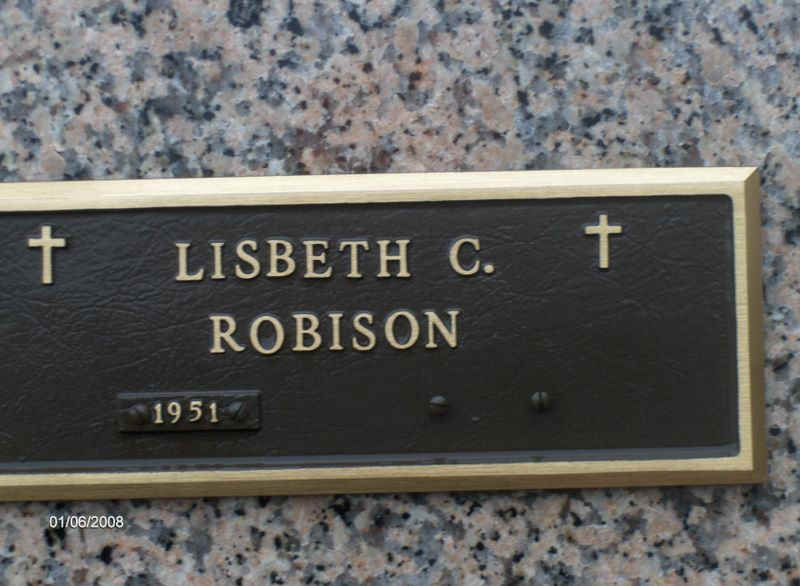 LISBETH C.
ROBISON
1951
01/06/2008